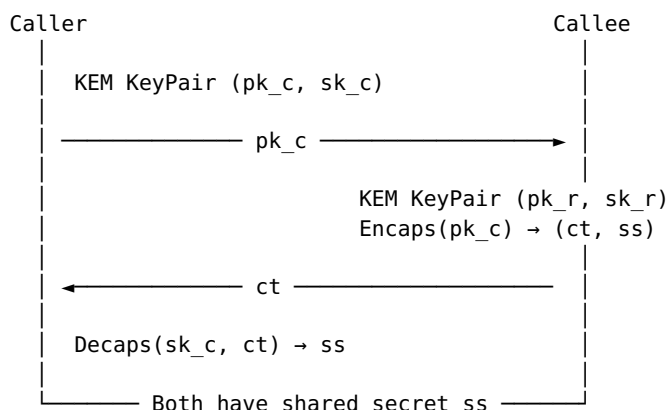 Caller Callee
KEM KeyPair (pk_c, sk_c)
pk_c
KEM KeyPair (pk_r, sk_r)
Encaps(pk_c) → (ct, ss)
ct
Decaps(sk_c, ct) → ss
Both have shared secret ss